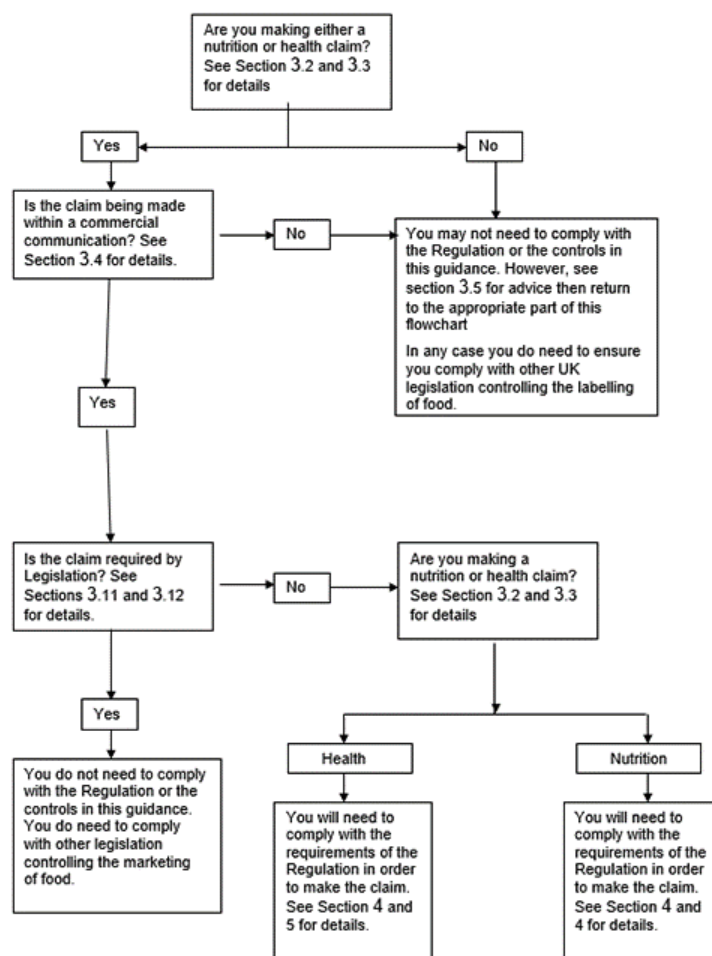 Are you making either a
nutrition or health claim?
See Section 3.2 and 3.3
for details
Yes
No
Is the claim being made
within a commercial
communication? See
Section 3.4 for details.
No
You may not need to comply with
the Regulation or the controls in
this guidance. However, see
section 3.5 for advice then return
to the appropriate part of this
flowchart
In any case you do need to ensure
you comply with other UK
legislation controlling the labelling
of food.
Yes
Is the claim required by
Legislation? See
Sections 3.11 and 3.12
for details.
No
Are you making a
nutrition or health claim?
See Section 3.2 and 3.3
for details
Yes
You do not need to comply
with the Regulation or the
controls in this guidance.
You do need to comply
with other legislation
controlling the marketing
of food.
Health
Nutrition
You will need to
comply with the
requirements of the
Regulation in order
to make the claim.
See Section 4 and
5 for details.
You will need to
comply with the
requirements of the
Regulation in order
to make the claim.
See Section 4 and
4 for details.